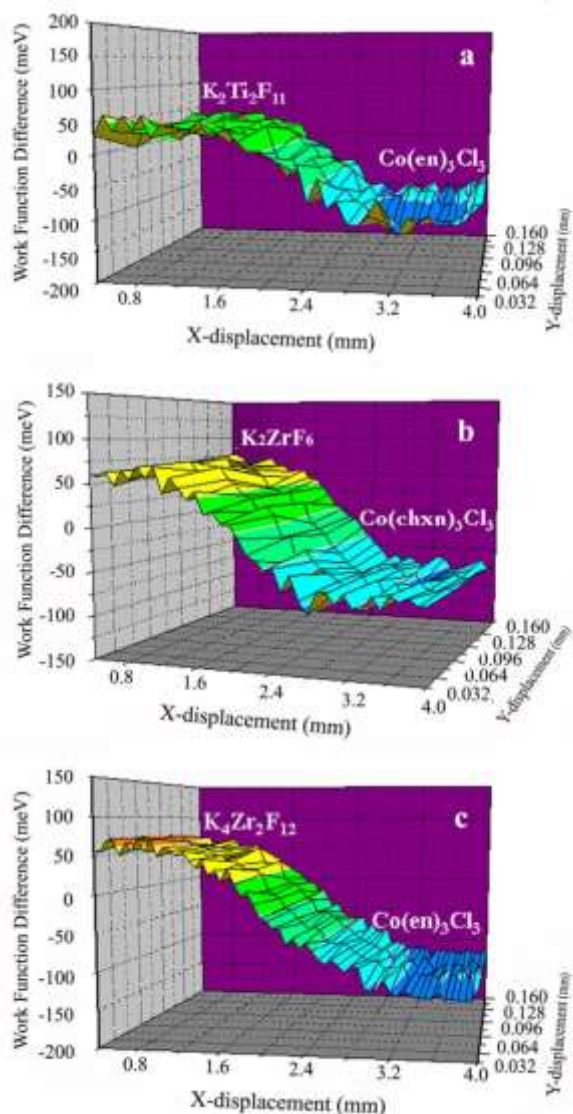 200
150
100
50
0
-50
-100
-150
-200
Work Function Difference (meV)
a
K2Ti2F11
Co(en)3Cl3
0.160
0.128
0.096
0.064
0.032
Y-displacement (mm)
0.8 1.6 2.4 3.2 4.0
X-displacement (mm)
150
100
50
0
-50
-100
-150
Work Function Difference (meV)
b
K2ZrF6
Co(chxn)3Cl3
0.160
0.128
0.096
0.064
0.032
Y-displacement (mm)
0.8 1.6 2.4 3.2 4.0
X-displacement (mm)
150
100
50
0
-50
-100
-150
-200
Work Function Difference (meV)
c
K4Zr2F12
Co(en)3Cl3
0.160
0.128
0.096
0.064
0.032
Y-displacement (mm)
0.8 1.6 2.4 3.2 4.0
X-displacement (mm)